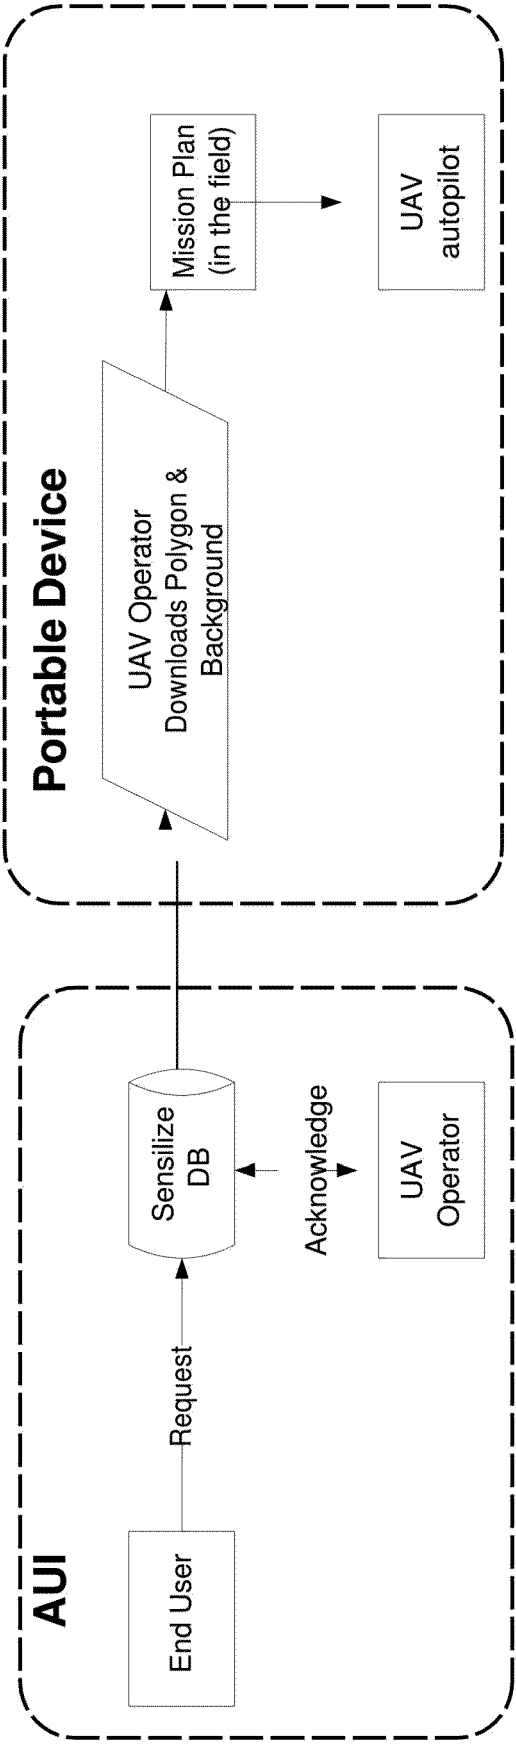 AUI
End User
Request
Sensilize
DB
Acknowledge
UAV
Operator
Portable Device
UAV Operator
Downloads Polygon &
Background
Mission Plan
(in the field)
UAV
autopilot